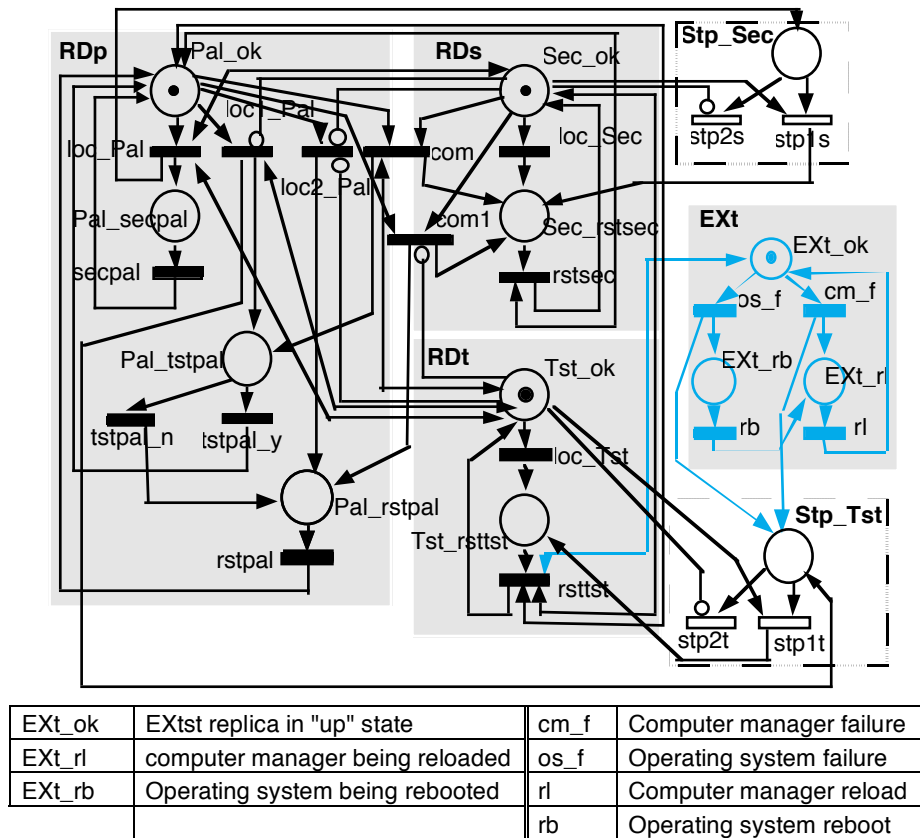 RDp
Pal_ok
RDs
Sec_ok
Stp_Sec
loc1_Pal
loc_Pal
loc2_Pal
com
loc_Sec
stp2s
stp1s
Pal_secpal
com1
Sec_rstsec
EXt
EXt_ok
secpal
rstsec
os_f
cm_f
Pal_tstpal
RDt
Tst_ok
EXt_rb
EXt_rl
tstpal_n
tstpal_y
rb
rl
loc_Tst
Pal_rstpal
Stp_Tst
Tst_rsttst
rstpal
rsttst
stp2t
stp1t
EXt_ok EXtst replica in "up" state cm_f Computer manager failure
EXt_rl computer manager being reloaded os_f Operating system failure
EXt_rb Operating system being rebooted rl Computer manager reload
rb Operating system reboot